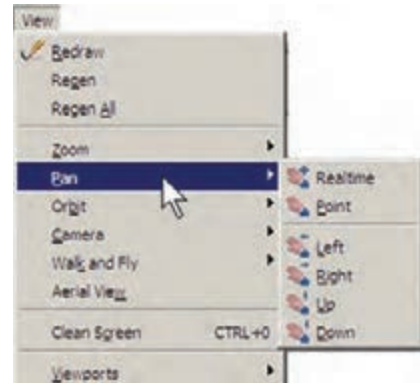 View
Redraw
Regen
Regen All
Zoom
Pan
Orbit
Camera
Walk and Fly
Aerial View
Clean Screen CTRL+0
Viewports
Realtime
Point
Left
Right
Up
Down